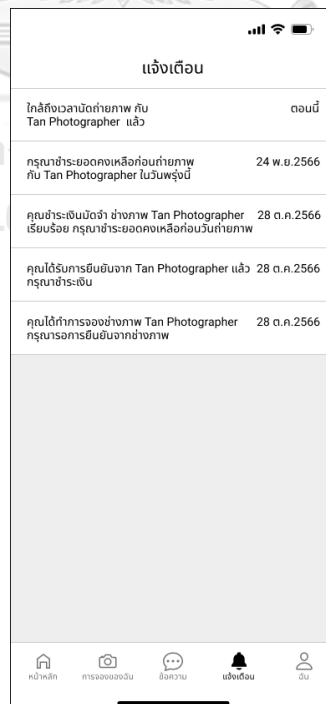 แจ้งเตือน
ใกล้ถึงเวลานัดถ่ายภาพ กับ ตอนนี้
Tan Photographer แล้ว
กรุณาชำระยอดคงเหลือก่อนถ่ายภาพ 24 พ.ย.2566
กับ Tan Photographer ในวันพรุ่งนี้
คุณชำระเงินมัดจำ ช่างภาพ Tan Photographer 28 ต.ค.2566
เรียบร้อย กรุณาชำระยอดคงเหลือก่อนวันถ่ายภาพ
คุณได้รับการยืนยันจาก Tan Photographer แล้ว 28 ต.ค.2566
กรุณาชำระเงิน
คุณได้ทำการจองช่างภาพ Tan Photographer 28 ต.ค.2566
กรุณารอการยืนยันจากช่างภาพ
หน้าหลัก การจองของฉัน ข้อความ แจ้งเตือน ฉัน